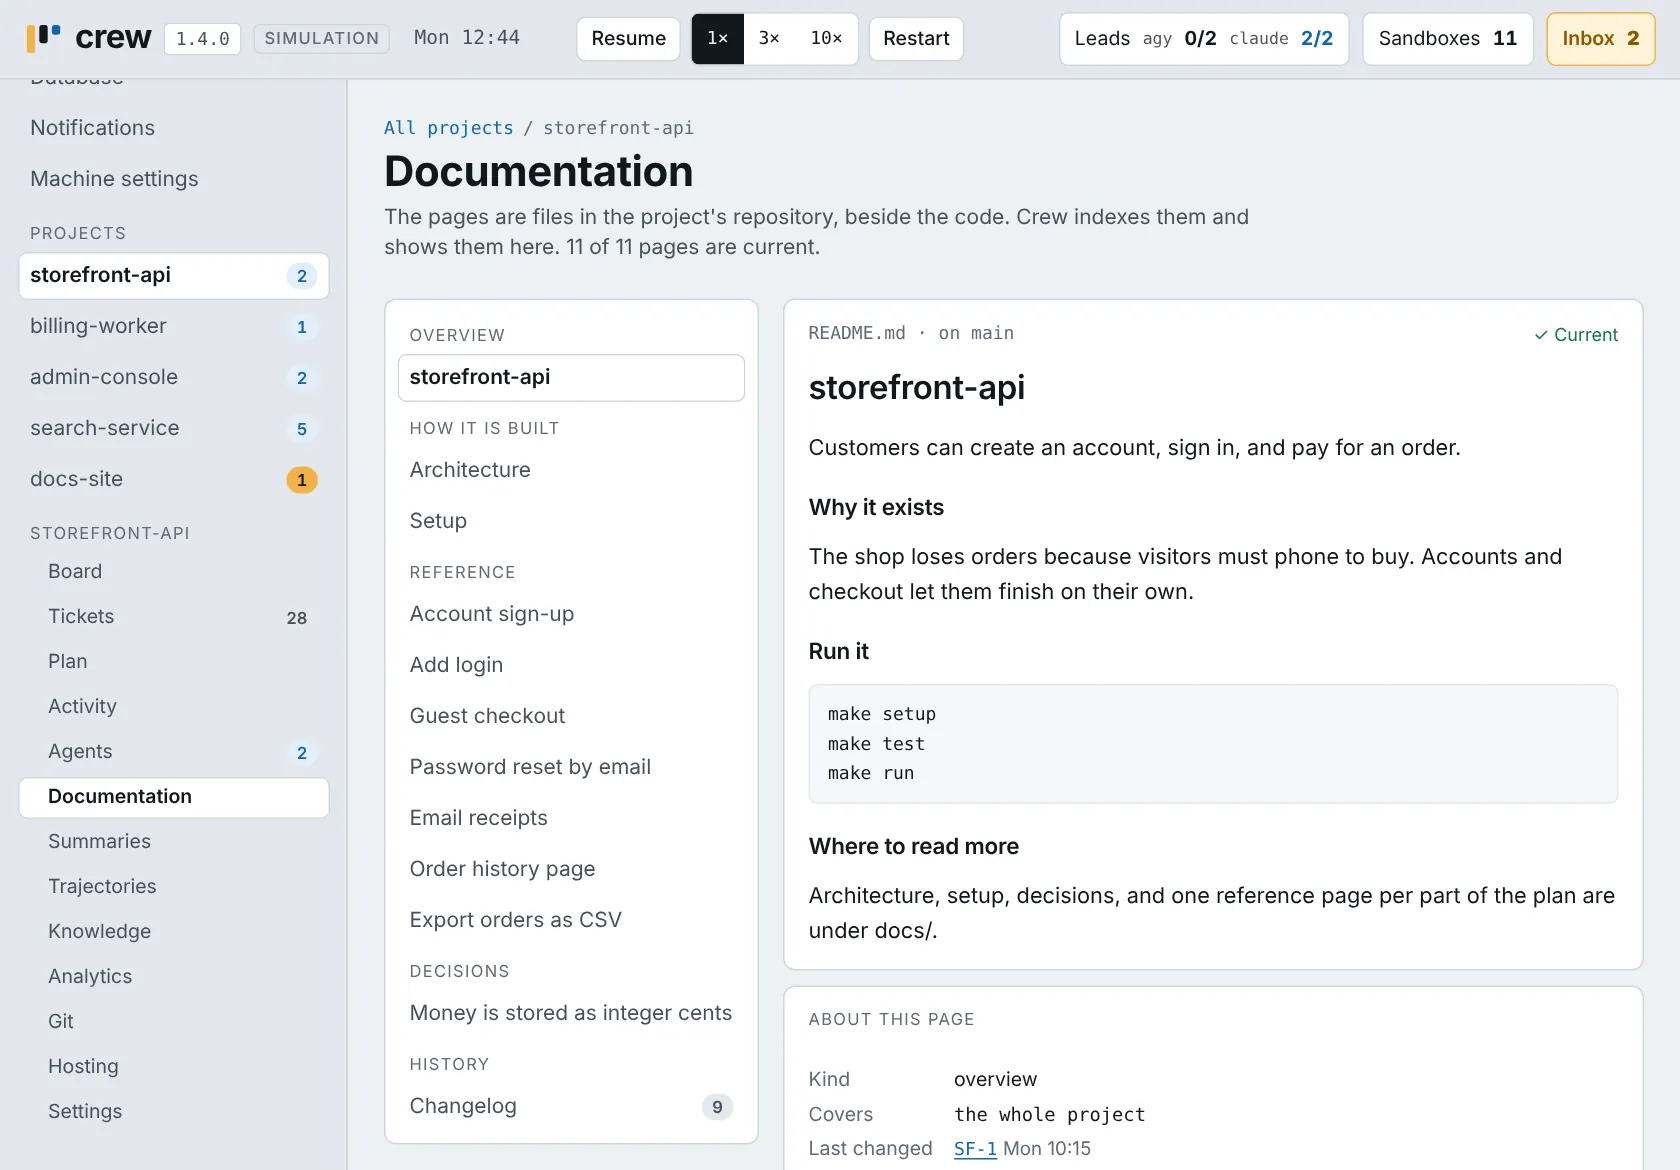 crew 1.4.0 SIMULATION Mon 12:44 Resume 1× 3× 10× Restart Leads agy 0/2 claude 2/2 Sandboxes 11 Inbox 2
Database
Notifications
Machine settings
PROJECTS
storefront-api 2
billing-worker 1
admin-console 2
search-service 5
docs-site 1
STOREFRONT-API
Board
Tickets 28
Plan
Activity
Agents 2
Documentation
Summaries
Trajectories
Knowledge
Analytics
Git
Hosting
Settings
All projects / storefront-api
Documentation
The pages are files in the project's repository, beside the code. Crew indexes them and
shows them here. 11 of 11 pages are current.
OVERVIEW
storefront-api
HOW IT IS BUILT
Architecture
Setup
REFERENCE
Account sign-up
Add login
Guest checkout
Password reset by email
Email receipts
Order history page
Export orders as CSV
DECISIONS
Money is stored as integer cents
HISTORY
Changelog 9
README.md · on main ✓ Current
storefront-api
Customers can create an account, sign in, and pay for an order.
Why it exists
The shop loses orders because visitors must phone to buy. Accounts and
checkout let them finish on their own.
Run it
make setup
make test
make run
Where to read more
Architecture, setup, decisions, and one reference page per part of the plan are
under docs/.
ABOUT THIS PAGE
Kind overview
Covers the whole project
Last changed SF-1 Mon 10:15